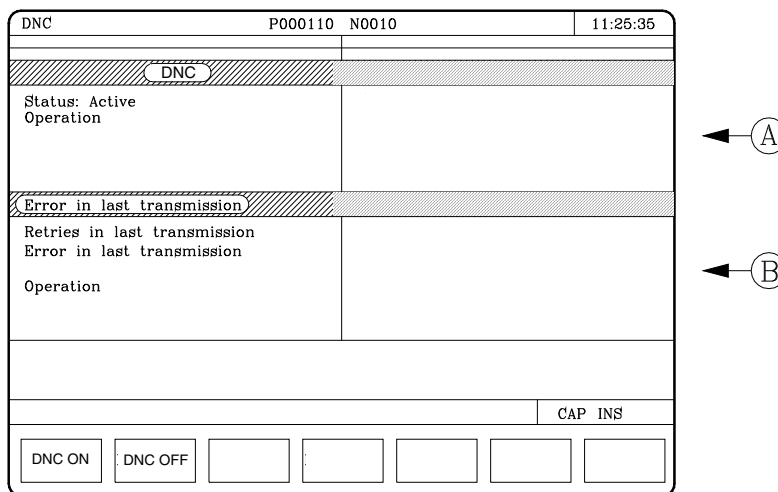 DNC P000110 N0010 11:25:35
DNC
Status: Active
Operation
A
Error in last transmission
Retries in last transmission
Error in last transmission
B
Operation
CAP INS
DNC ON DNC OFF